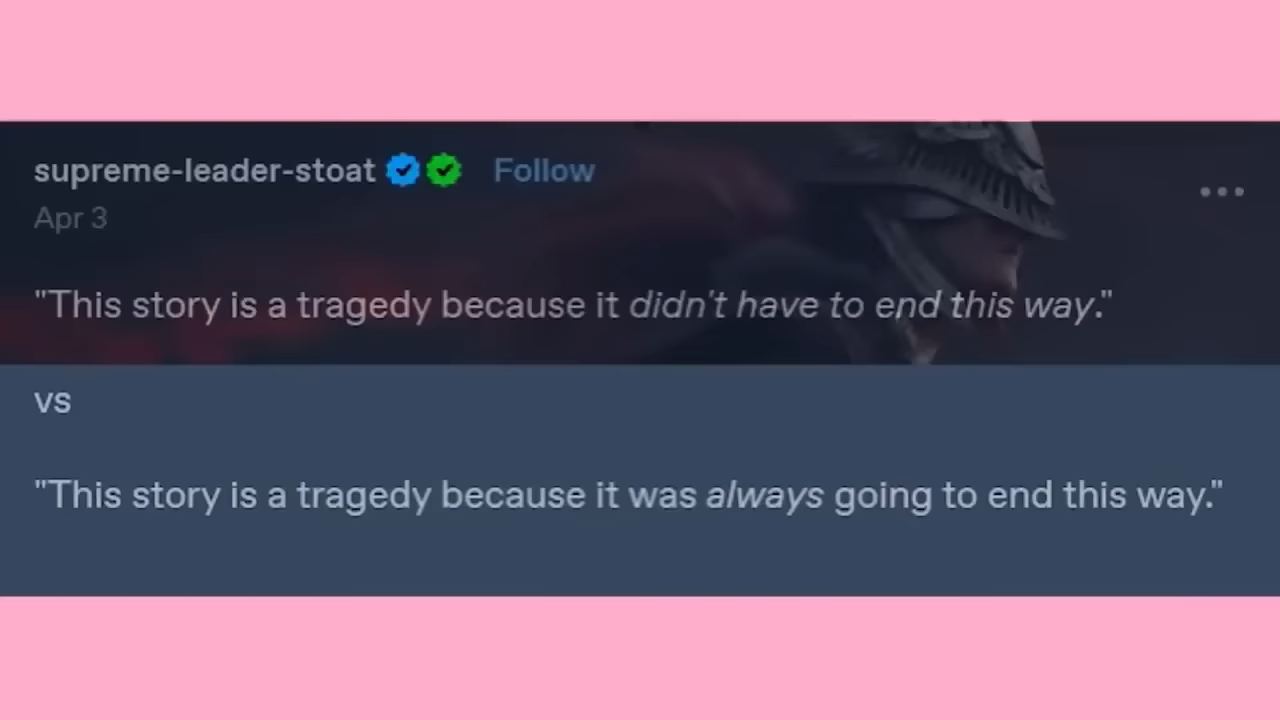 supreme-leader-stoat Follow
Apr 3
"This story is a tragedy because it didn't have to end this way."
vs
"This story is a tragedy because it was always going to end this way."